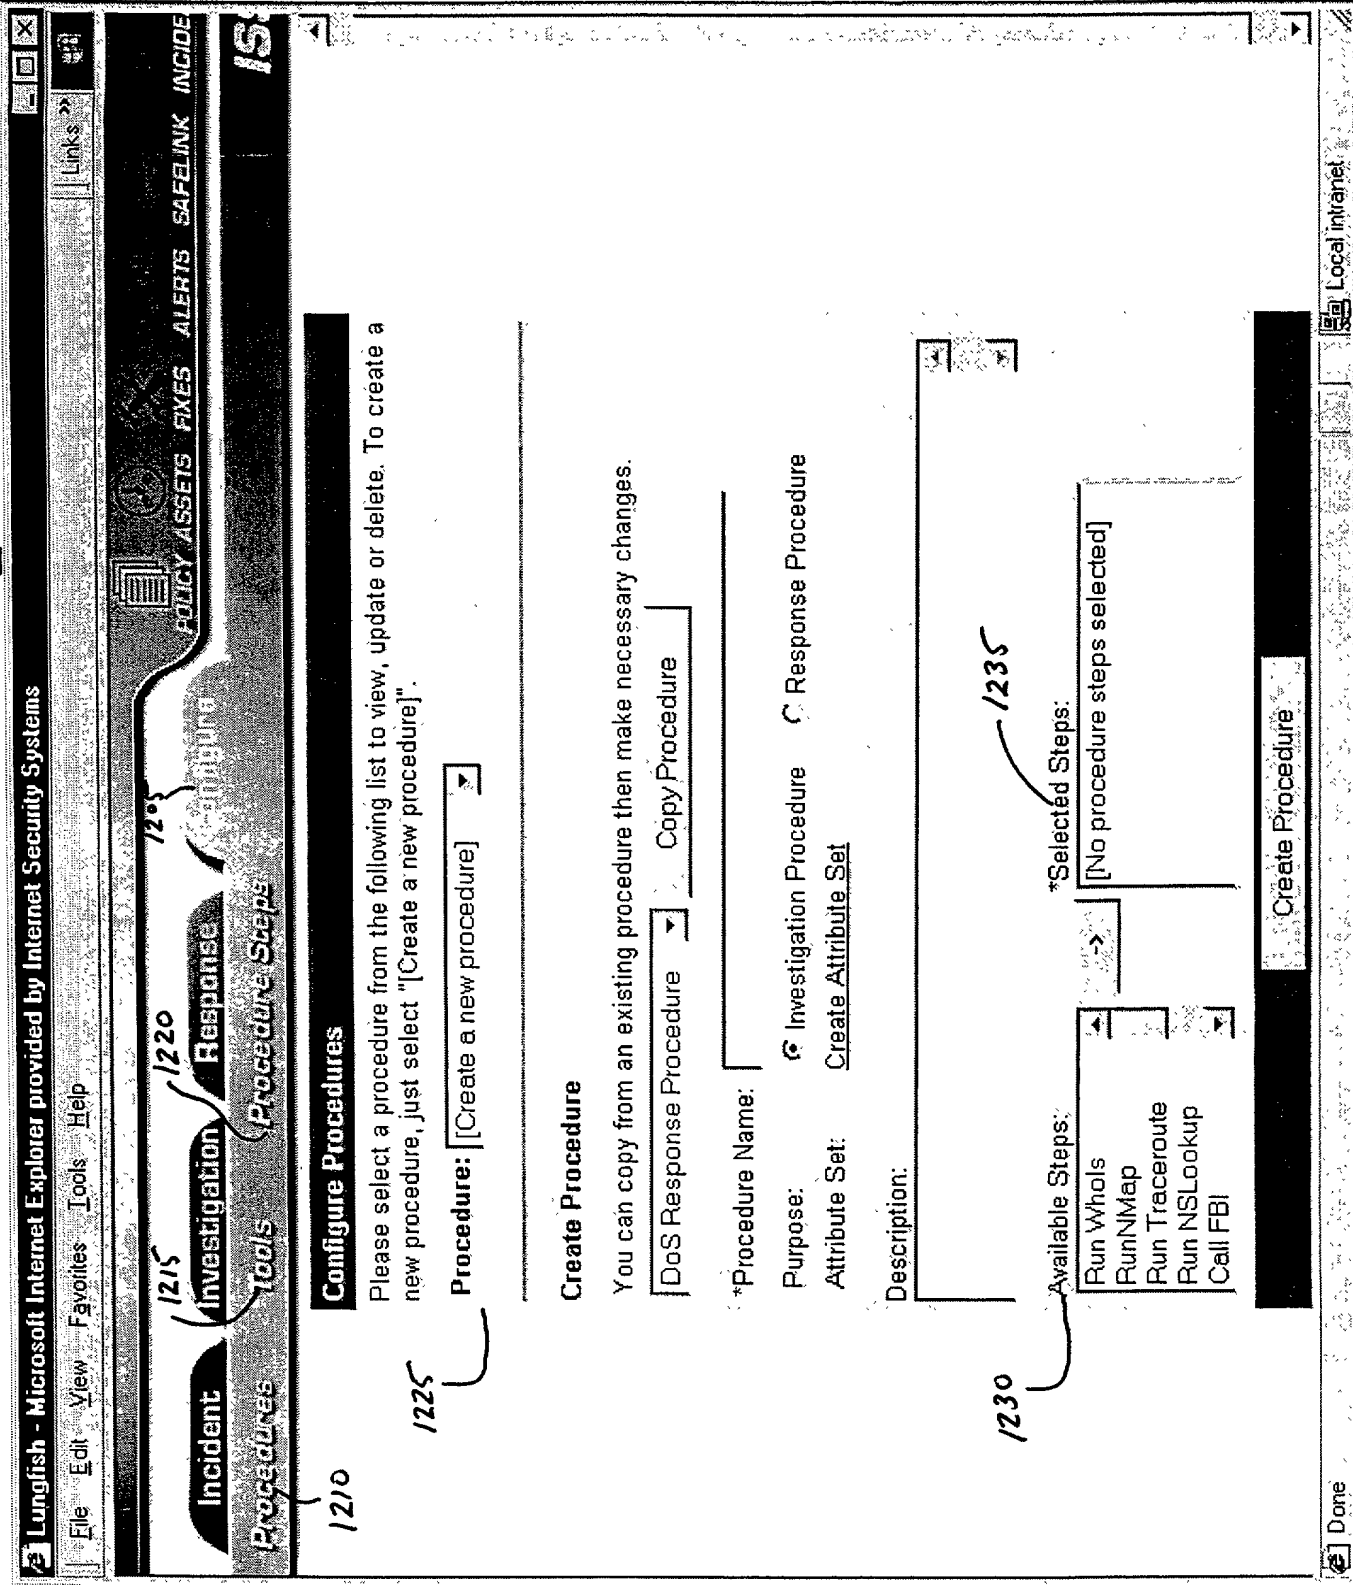 Lungfish - Microsoft Internet Explorer provided by Internet Security Systems
File Edit View Favorites Tools Help
Links »
POLICY ASSETS FIXES ALERTS SAFELINK INCIDE
Incident Investigation Response Configure
1205
1215
1220
Procedures Tools Procedure Steps
ISS
1210
Configure Procedures
Please select a procedure from the following list to view, update or delete. To create a
new procedure, just select "[Create a new procedure]".
1225
Procedure: [Create a new procedure]
Create Procedure
You can copy from an existing procedure then make necessary changes.
DoS Response Procedure Copy Procedure
*Procedure Name:
Purpose: Investigation Procedure Response Procedure
Attribute Set: Create Attribute Set
Description:
1230
1235
Available Steps: *Selected Steps:
Run WhoIs
RunNMap
Run Traceroute
Run NSLookup
Call FBI
-->
[No procedure steps selected]
Create Procedure
Done
Local intranet